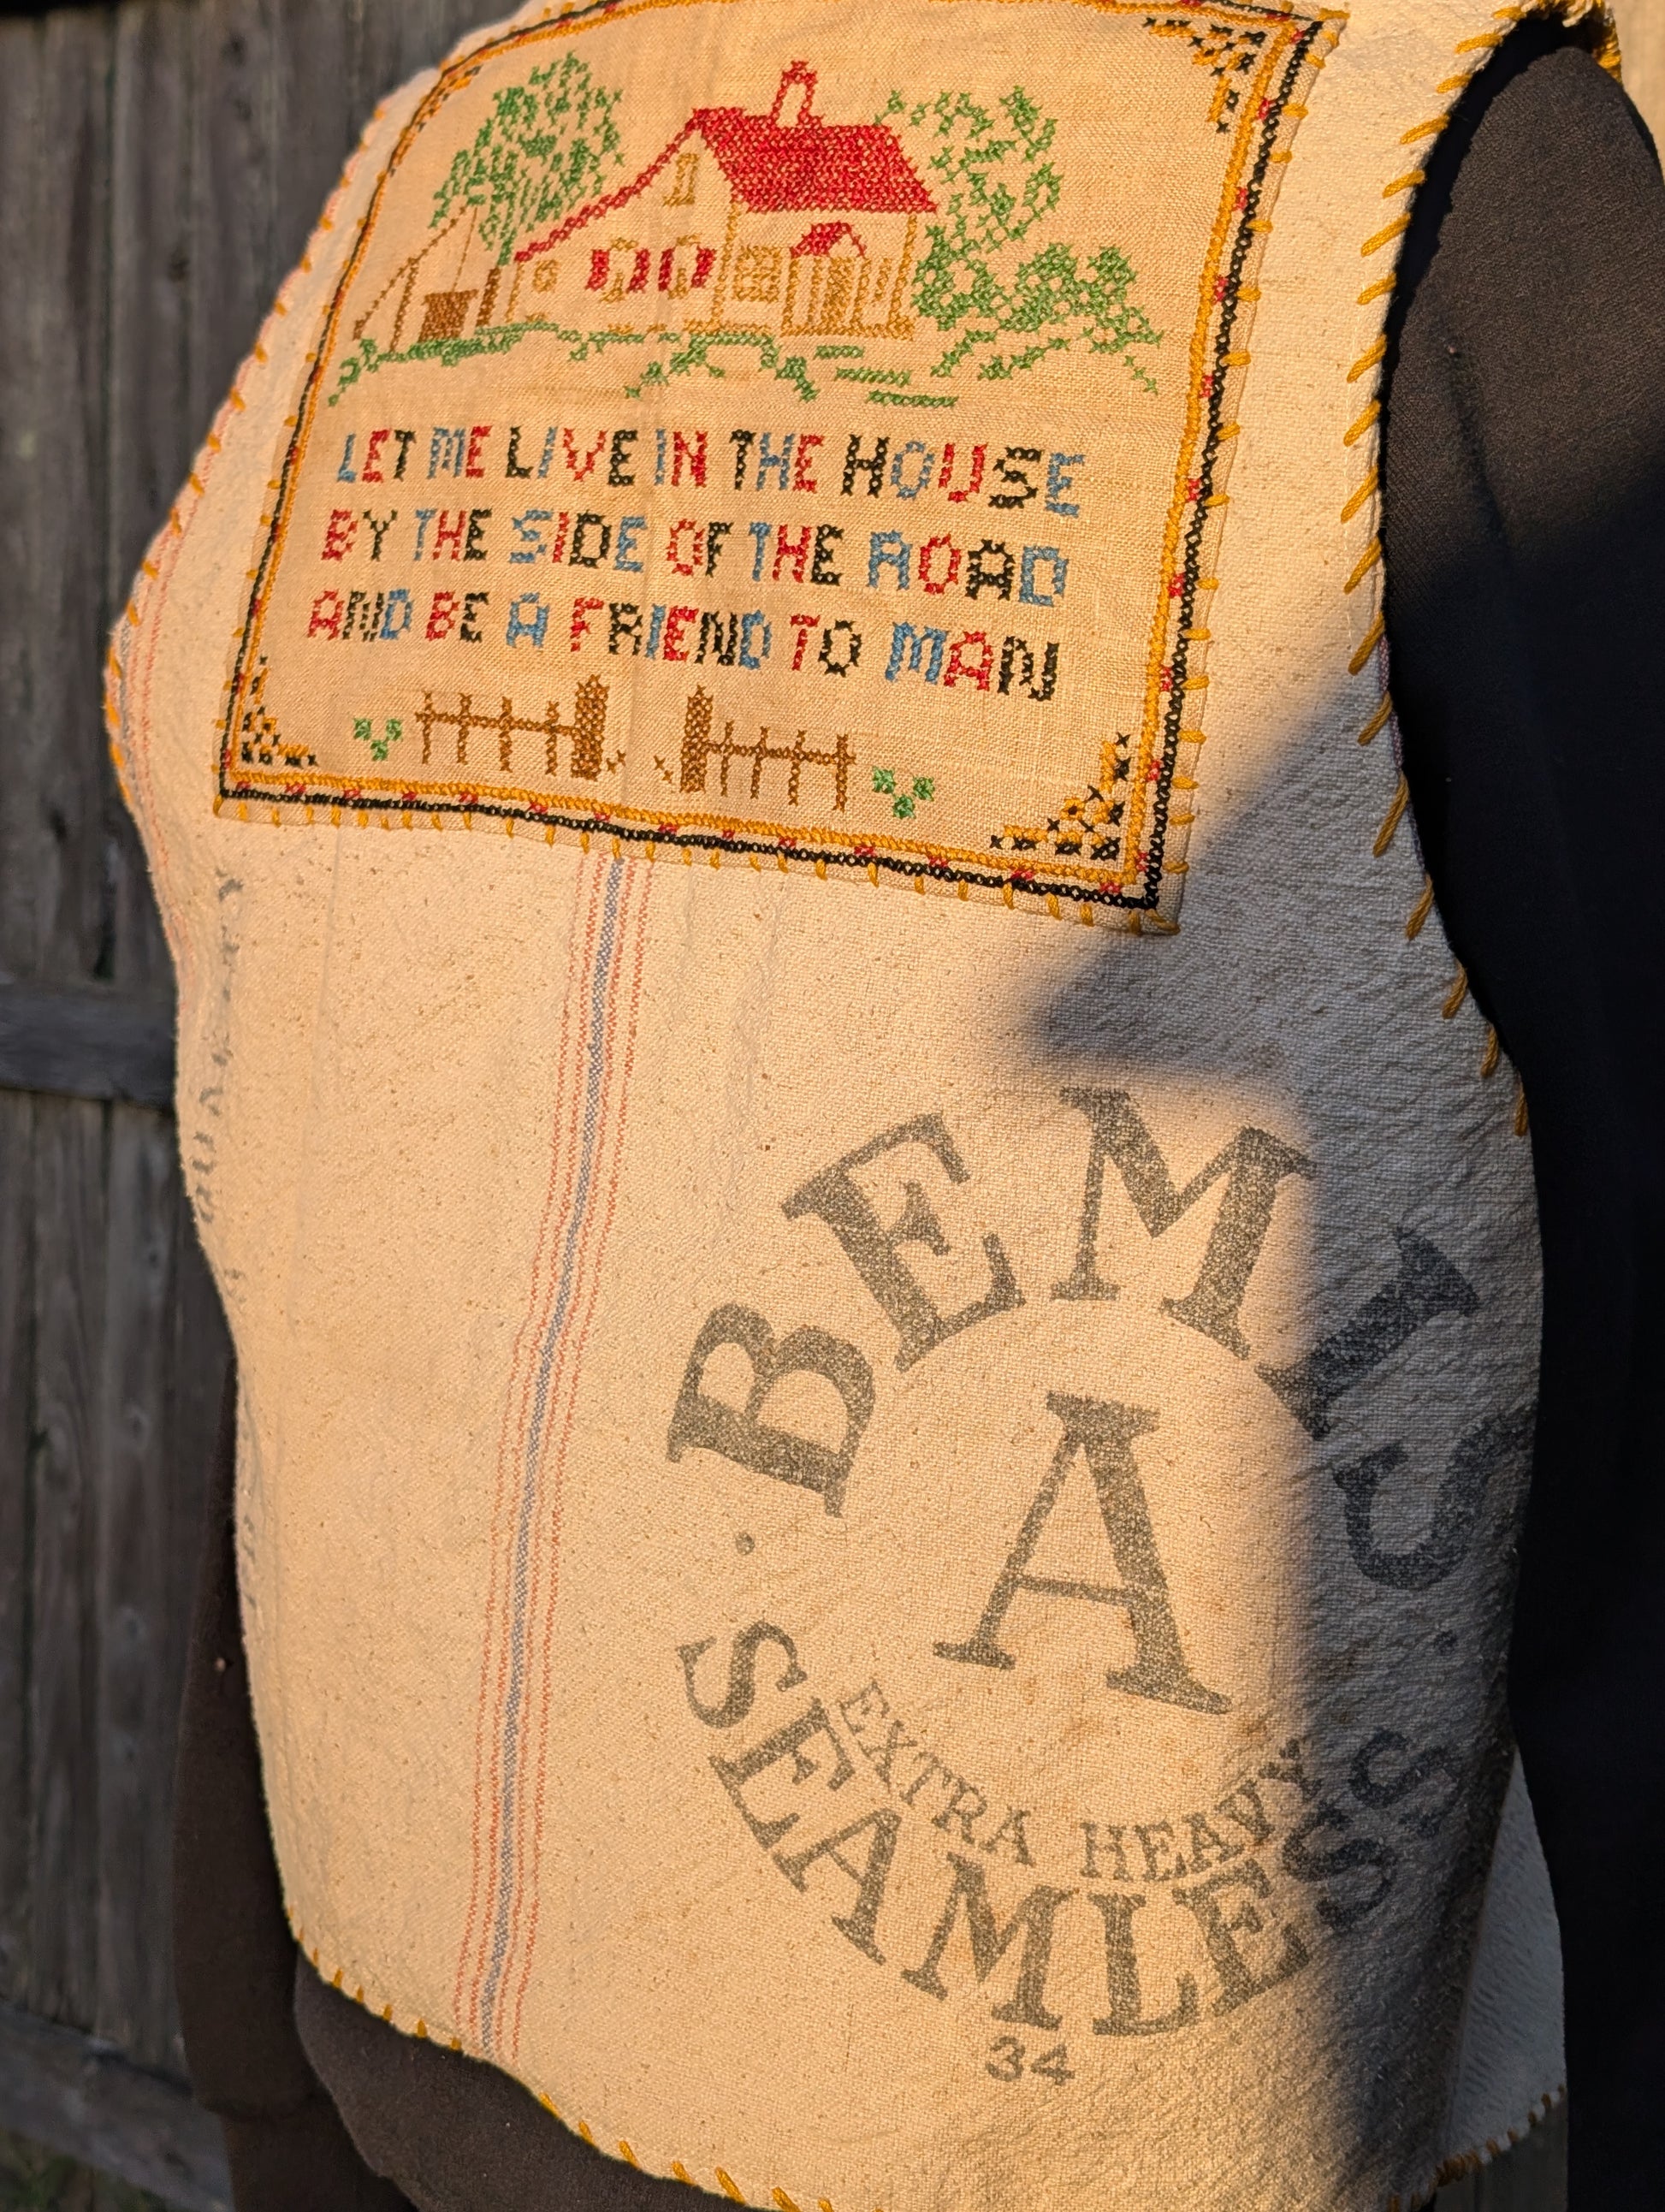 LET ME LIVE IN THE HOUSE
BY THE SIDE OF THE ROAD
AND BE A FRIEND TO MAN
BEMIS
A
EXTRA HEAVY
· SEAMLESS ·
34